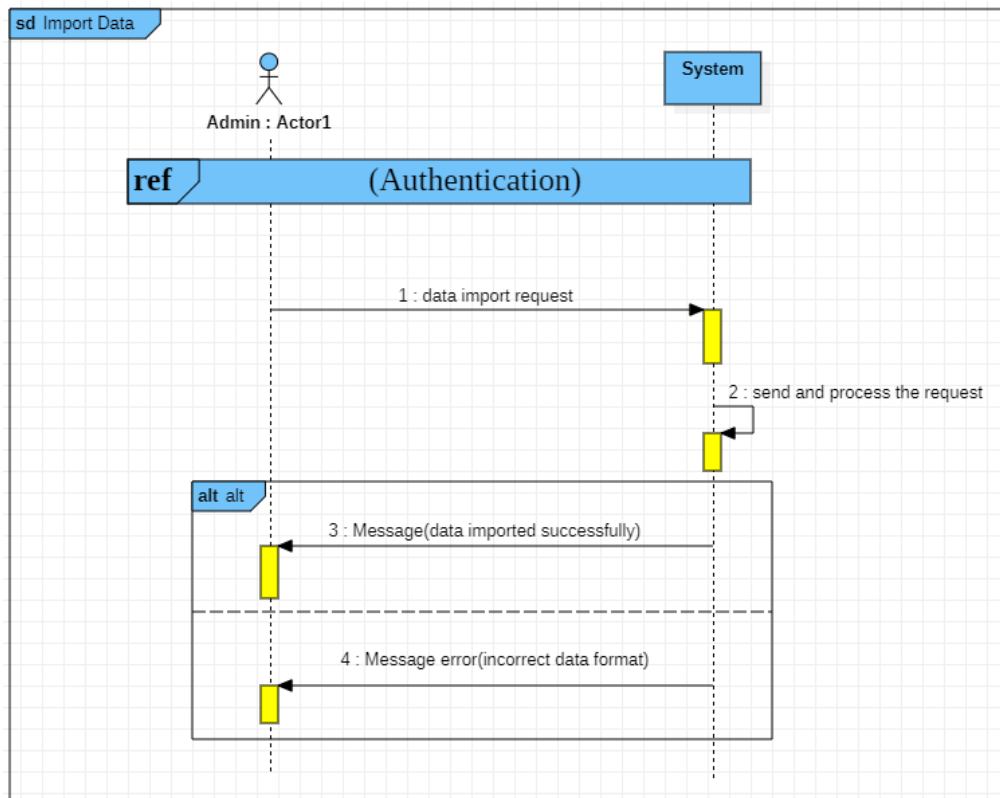 sd Import Data
System
Admin : Actor1
ref (Authentication)
1 : data import request
2 : send and process the request
alt alt
3 : Message(data imported successfully)
4 : Message error(incorrect data format)